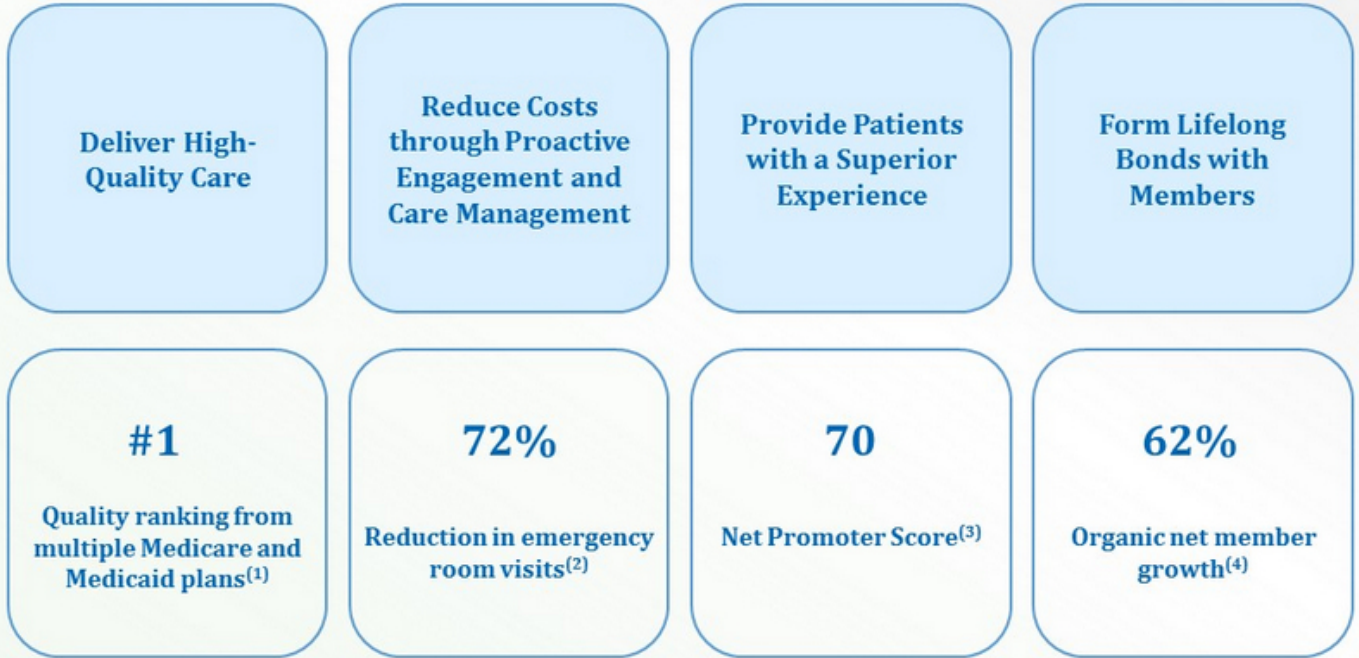 Deliver High-
Quality Care
Reduce Costs
through Proactive
Engagement and
Care Management
Provide Patients
with a Superior
Experience
Form Lifelong
Bonds with
Members
#1
Quality ranking from
multiple Medicare and
Medicaid plans(1)
72%
Reduction in emergency
room visits(2)
70
Net Promoter Score(3)
62%
Organic net member
growth(4)